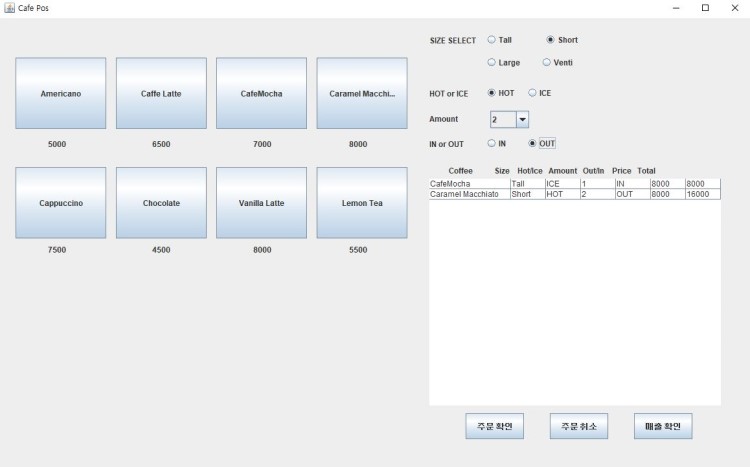 Cafe Pos
Americano Caffe Latte CafeMocha Caramel Macchi...
5000 6500 7000 8000
Cappuccino Chocolate Vanilla Latte Lemon Tea
7500 4500 8000 5500
SIZE SELECT Tall Short
Large Venti
HOT or ICE HOT ICE
Amount 2
IN or OUT IN OUT
Coffee Size Hot/Ice Amount Out/In Price Total
CafeMocha Tall ICE 1 IN 8000 8000
Caramel Macchiato Short HOT 2 OUT 8000 16000
주문 확인 주문 취소 매출 확인